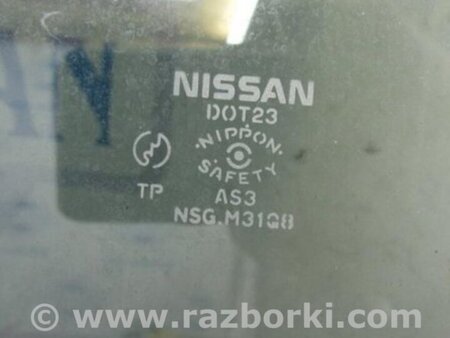 NISSAN
DOT23
NIPPON
SAFETY
TP
AS3
NSG.M31Q8
© www.razborki.com